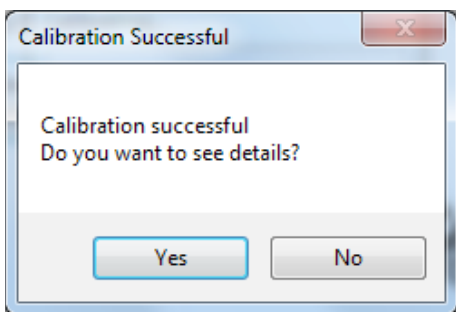 Calibration Successful
Calibration successful
Do you want to see details?
Yes
No